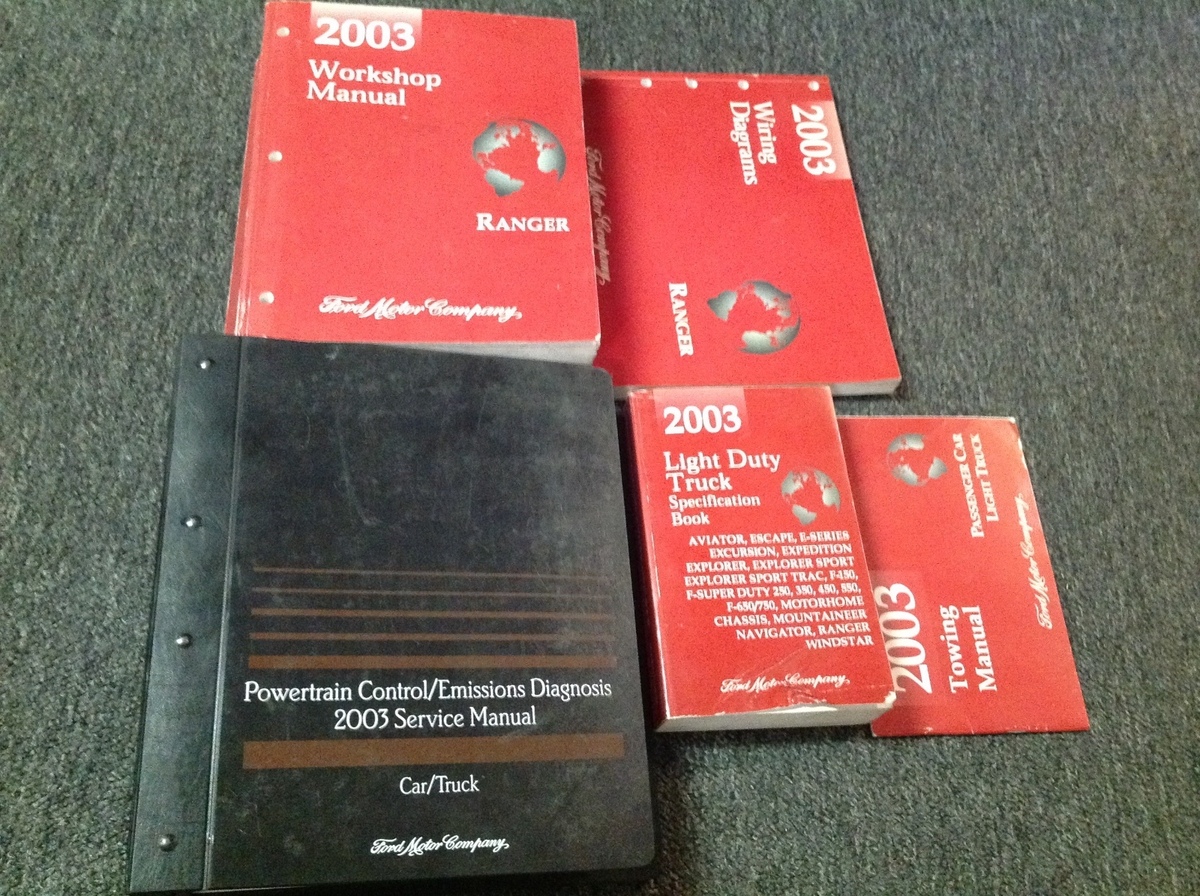 2003
Workshop
Manual
RANGER
Ford Motor Company,
2003
Wiring
Diagrams
RANGER
Ford Motor Company,
Powertrain Control/Emissions Diagnosis
2003 Service Manual
Car/Truck
Ford Motor Company,
2003
Light Duty
Truck
Specification
Book
AVIATOR, ESCAPE, E-SERIES
EXCURSION, EXPEDITION
EXPLORER, EXPLORER SPORT
EXPLORER SPORT TRAC, F-150,
F-SUPER DUTY 250, 350, 450, 550,
F-650/750, MOTORHOME
CHASSIS, MOUNTAINEER
NAVIGATOR, RANGER
WINDSTAR
Ford Motor Company,
2003
Towing
Manual
PASSENGER CAR
LIGHT TRUCK
Ford Motor Company,